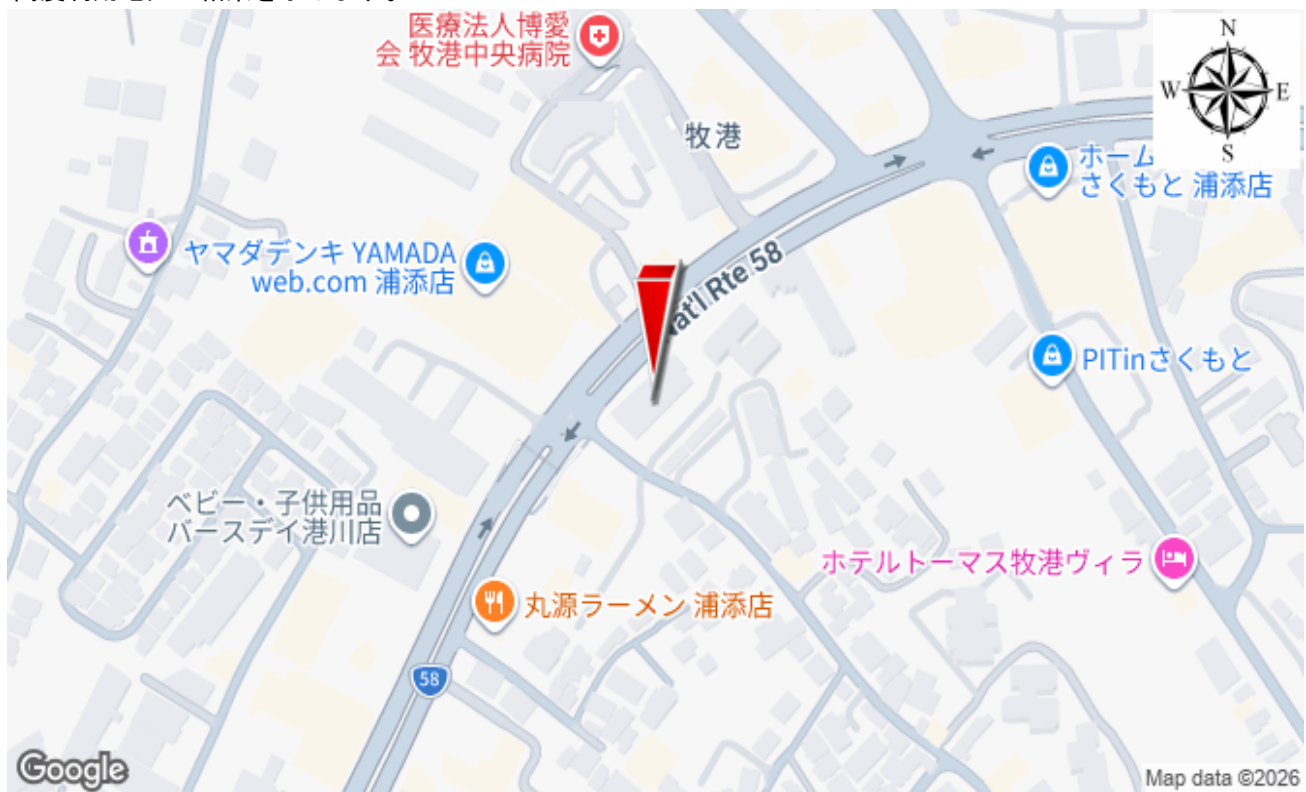 医療法人博愛
会 牧港中央病院
N
W
E
S
牧港
ホーム
さくもと 浦添店
ヤマダデンキ YAMADA
web.com 浦添店
Nat'l Rte 58
PITinさくもと
ベビー・子供用品
バースデイ港川店
ホテルトーマス牧港ヴィラ
丸源ラーメン 浦添店
58
Google
Map data ©2026